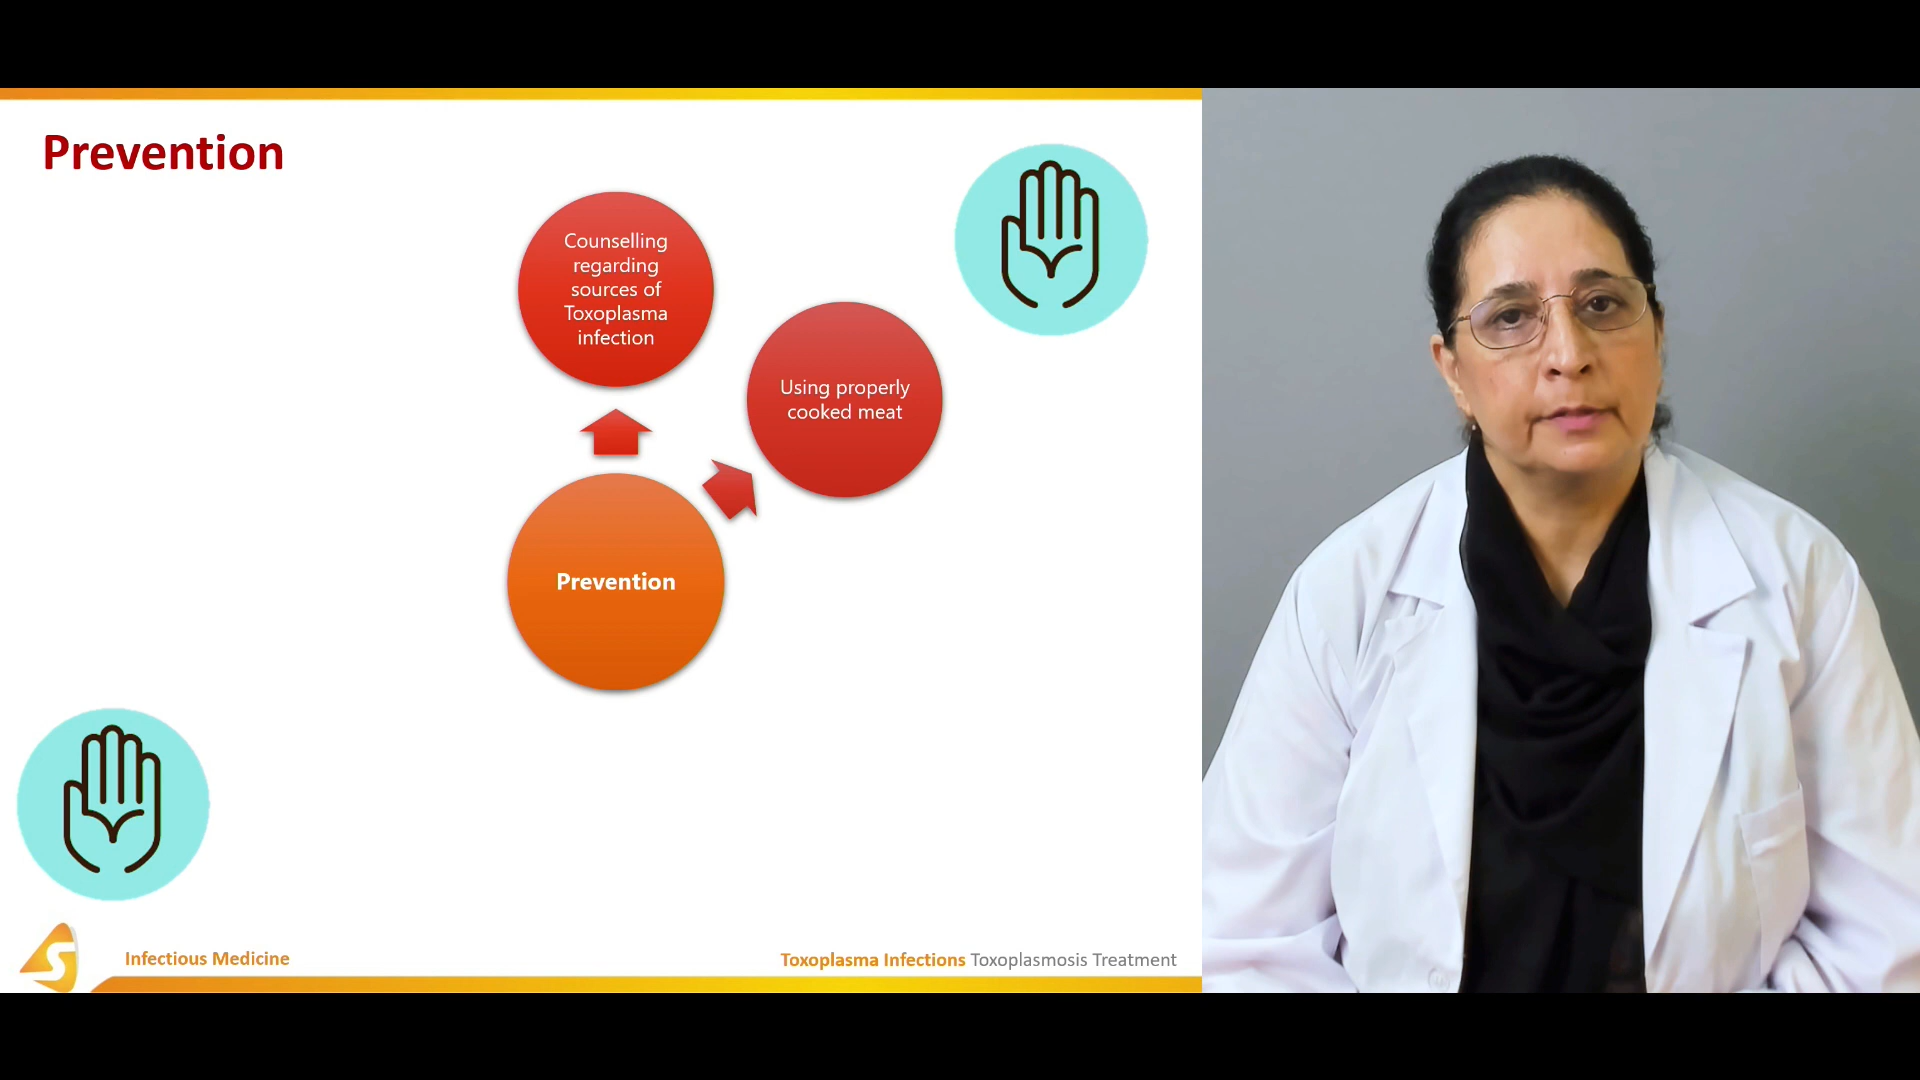 Prevention
Counselling
regarding
sources of
Toxoplasma
infection
Using properly
cooked meat
Prevention
S
Infectious Medicine
Toxoplasma Infections Toxoplasmosis Treatment